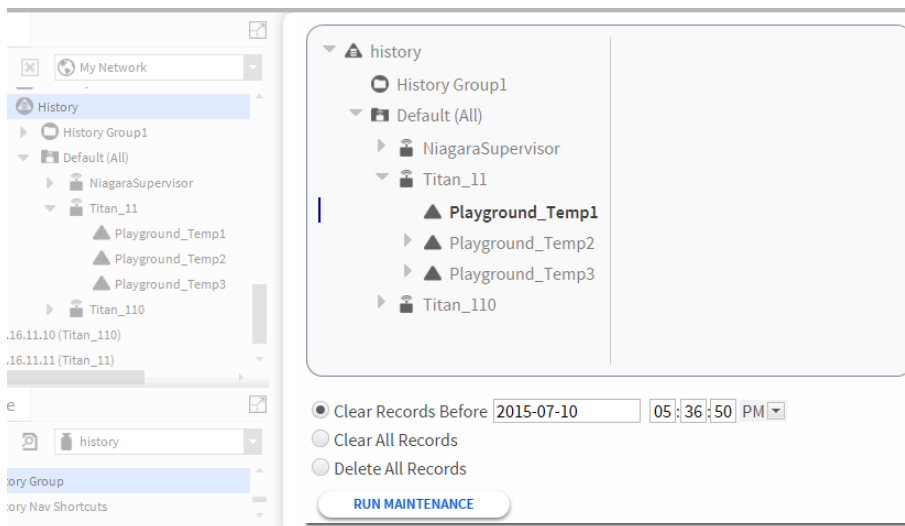 My Network
History
History Group1
Default (All)
NiagaraSupervisor
Titan_11
Playground_Temp1
Playground_Temp2
Playground_Temp3
Titan_110
.16.11.10 (Titan_110)
.16.11.11 (Titan_11)
e
history
ory Group
ory Nav Shortcuts
history
History Group1
Default (All)
NiagaraSupervisor
Titan_11
Playground_Temp1
Playground_Temp2
Playground_Temp3
Titan_110
Clear Records Before 2015-07-10 05 : 36 : 50 PM
Clear All Records
Delete All Records
RUN MAINTENANCE